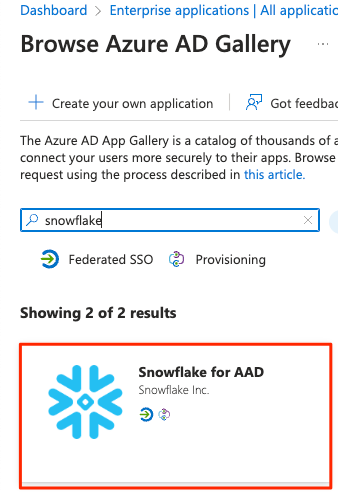 Dashboard > Enterprise applications | All applicatio
Browse Azure AD Gallery ...
+ Create your own application Got feedbac
The Azure AD App Gallery is a catalog of thousands of a
connect your users more securely to their apps. Browse
request using the process described in this article.
snowflake
Federated SSO Provisioning
Showing 2 of 2 results
Snowflake for AAD
Snowflake Inc.